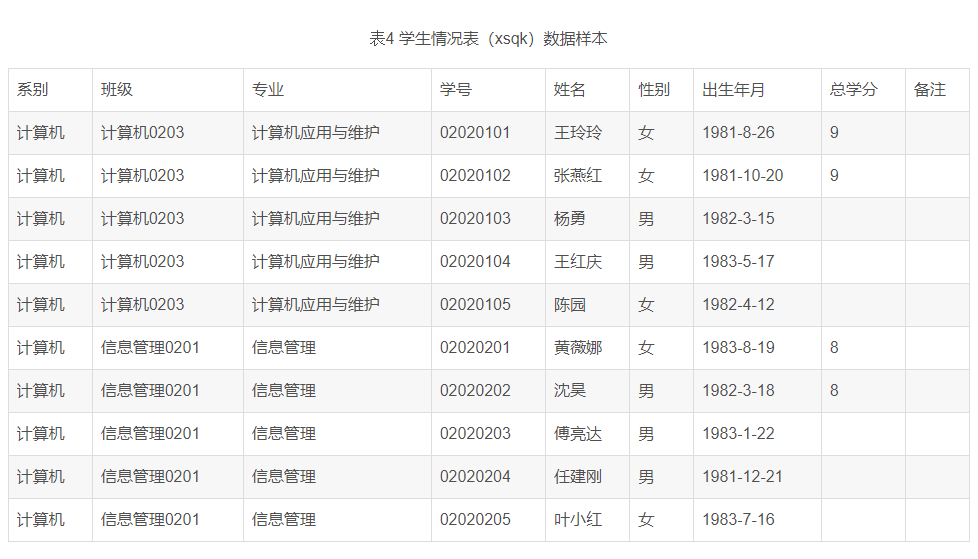 表4 学生情况表（xsqk）数据样本
系别 班级 专业 学号 姓名 性别 出生年月 总学分 备注
计算机 计算机0203 计算机应用与维护 02020101 王玲玲 女 1981-8-26 9
计算机 计算机0203 计算机应用与维护 02020102 张燕红 女 1981-10-20 9
计算机 计算机0203 计算机应用与维护 02020103 杨勇 男 1982-3-15
计算机 计算机0203 计算机应用与维护 02020104 王红庆 男 1983-5-17
计算机 计算机0203 计算机应用与维护 02020105 陈园 女 1982-4-12
计算机 信息管理0201 信息管理 02020201 黄薇娜 女 1983-8-19 8
计算机 信息管理0201 信息管理 02020202 沈昊 男 1982-3-18 8
计算机 信息管理0201 信息管理 02020203 傅亮达 男 1983-1-22
计算机 信息管理0201 信息管理 02020204 任建刚 男 1981-12-21
计算机 信息管理0201 信息管理 02020205 叶小红 女 1983-7-16